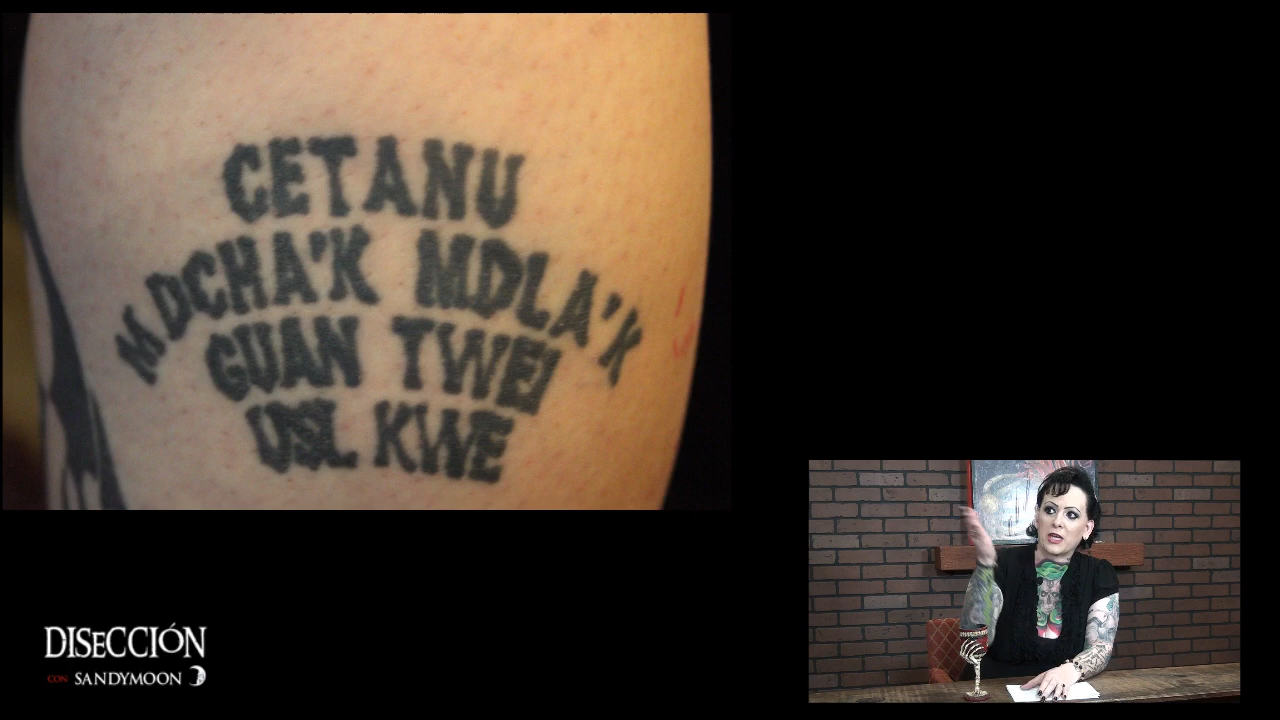 CETANU
MDCHA'K MDLA'K
GUAN TWEI
USL KWE
DISECCIÓN
CON SANDYMOON